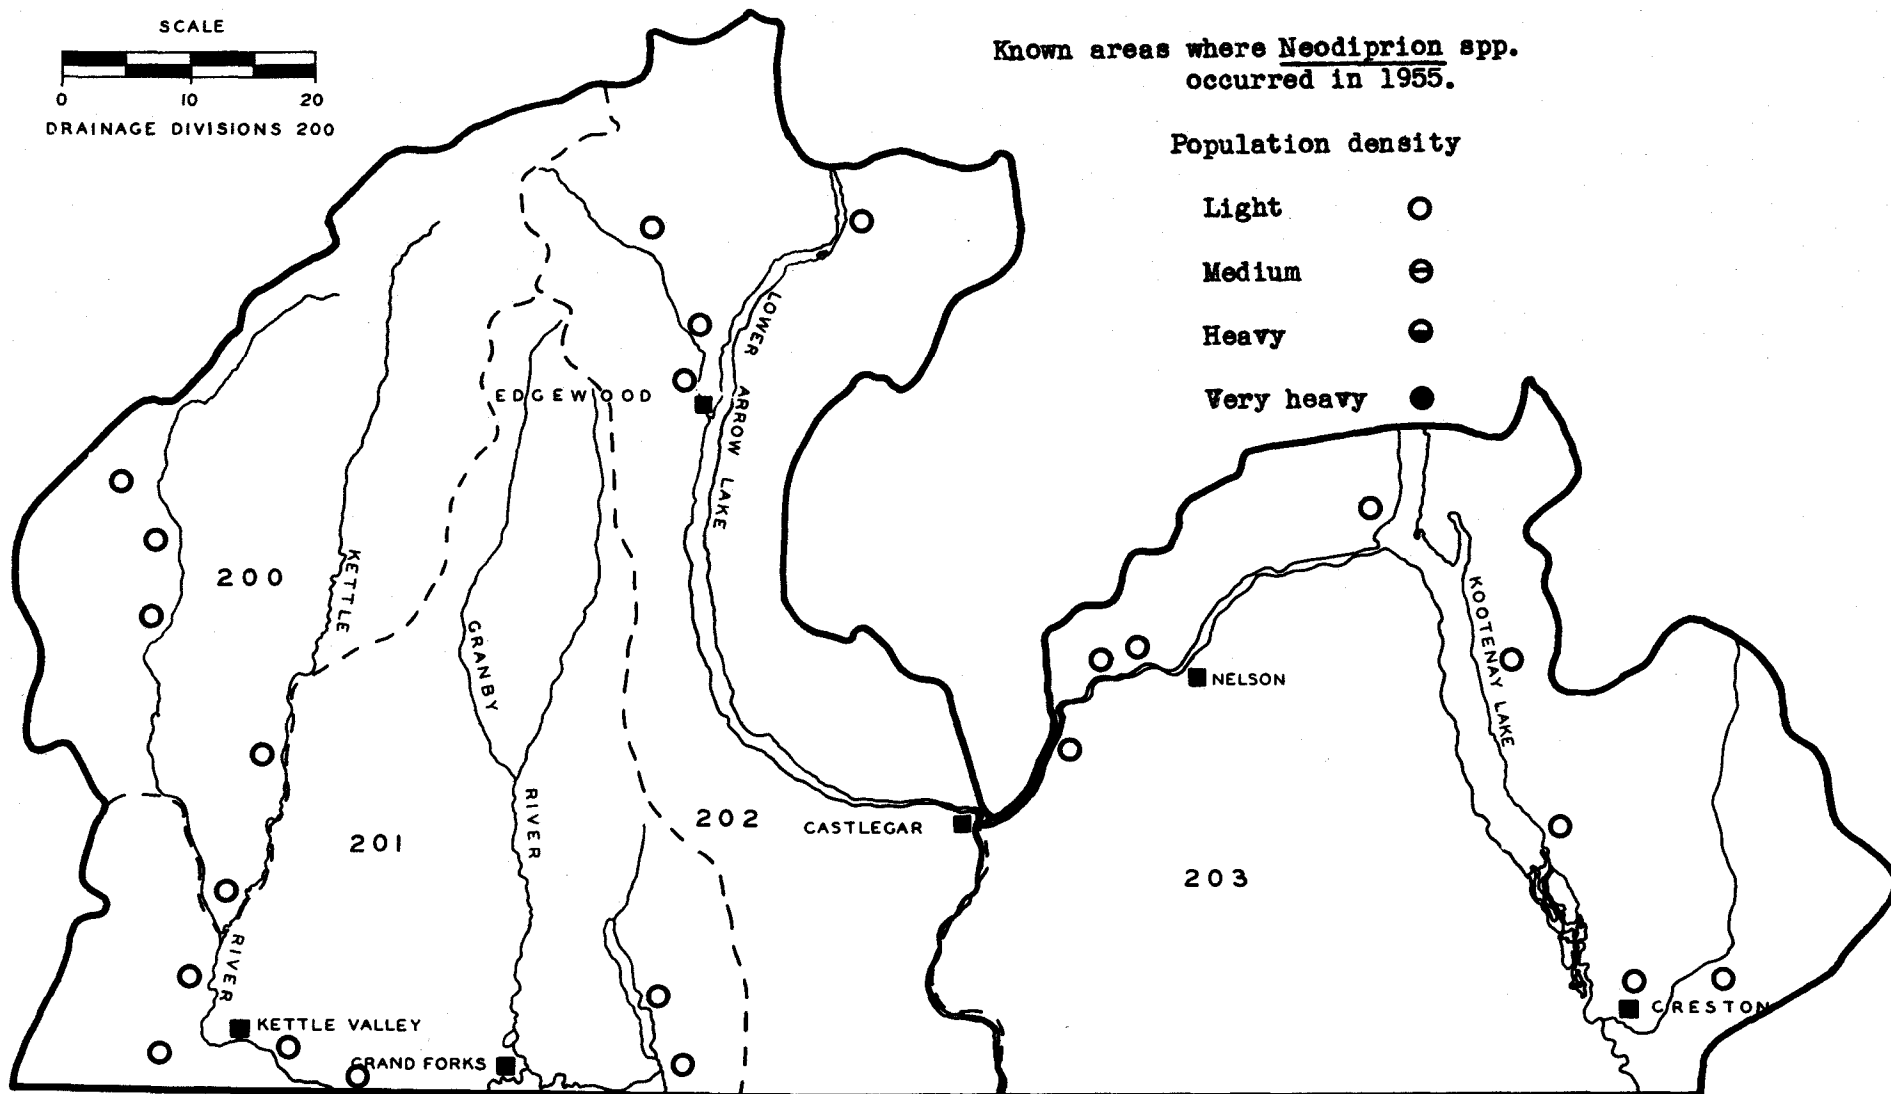 SCALE
0 10 20
DRAINAGE DIVISIONS 200
Known areas where Neodiprion spp.
occurred in 1955.
Population density
Light
Medium
Heavy
Very heavy
LOWER ARROW LAKE
EDGEWOOD
200
KETTLE
GRANBY
KOOTENAY LAKE
NELSON
RIVER
201
202
CASTLEGAR
203
RIVER
KETTLE VALLEY
GRAND FORKS
CRESTON